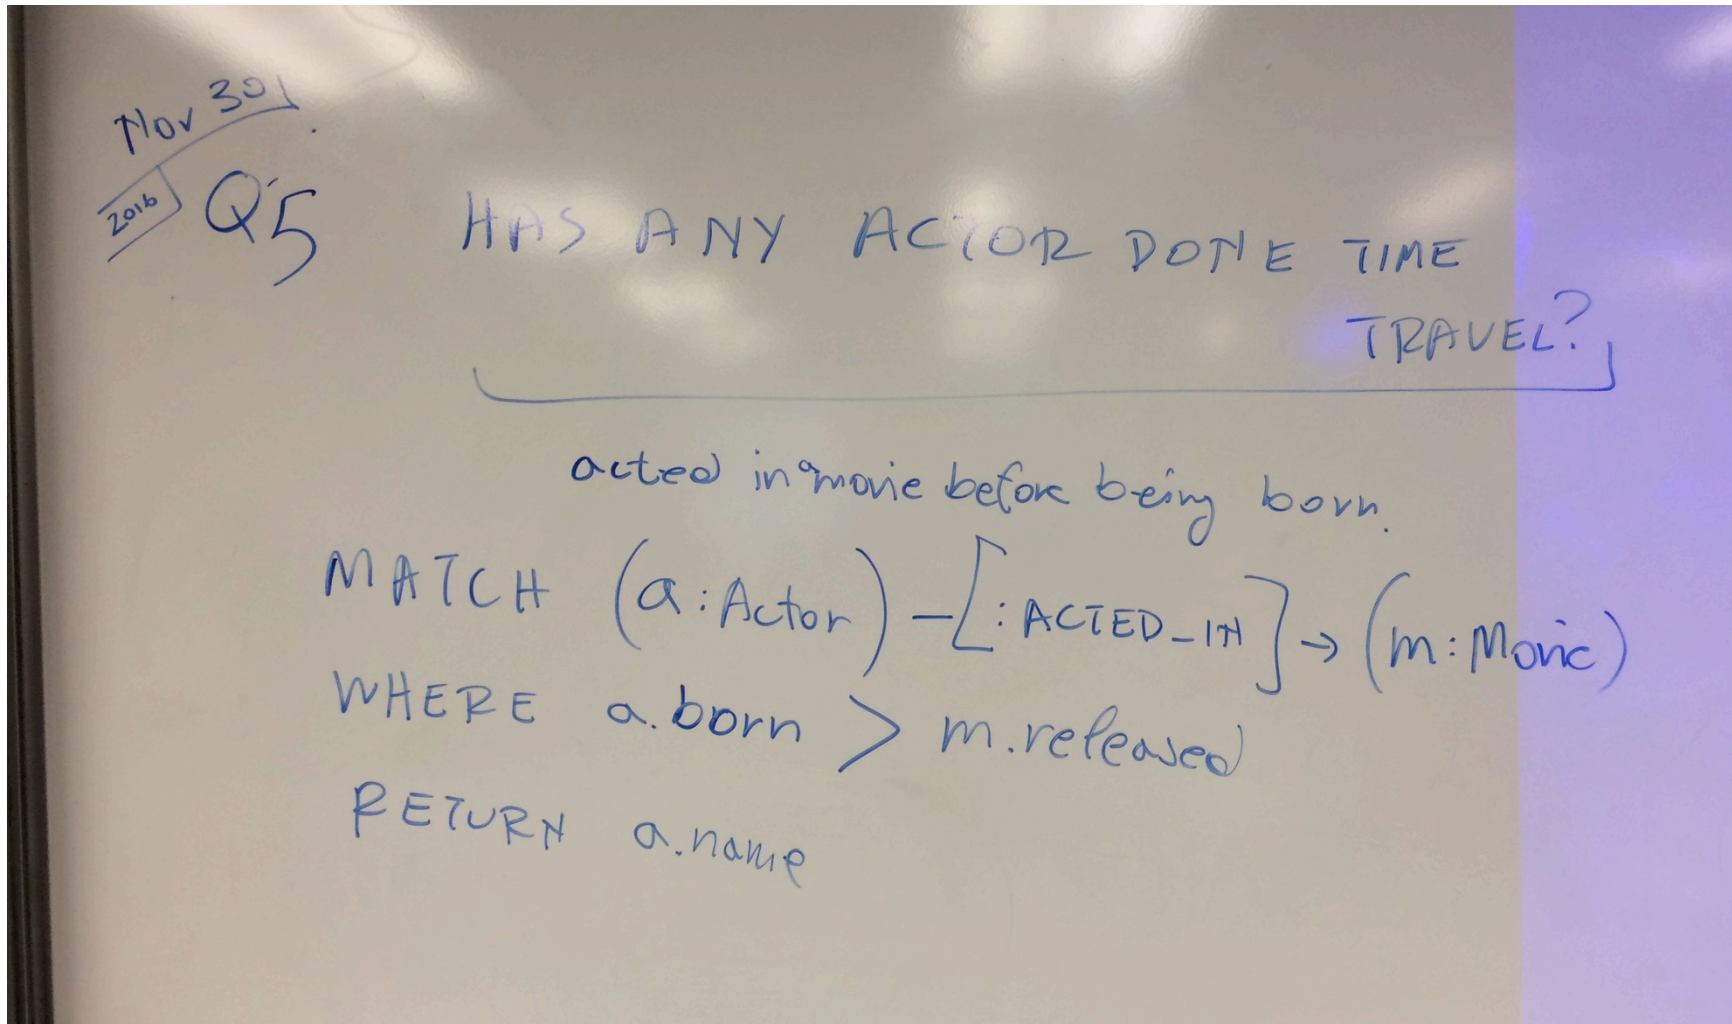 Nov 30
2016
Q5 HAS ANY ACTOR DONE TIME
TRAVEL?
acted in a movie before being born.
MATCH (a:Actor)-[:ACTED_IN]→(m:Movie)
WHERE a.born > m.released
RETURN a.name